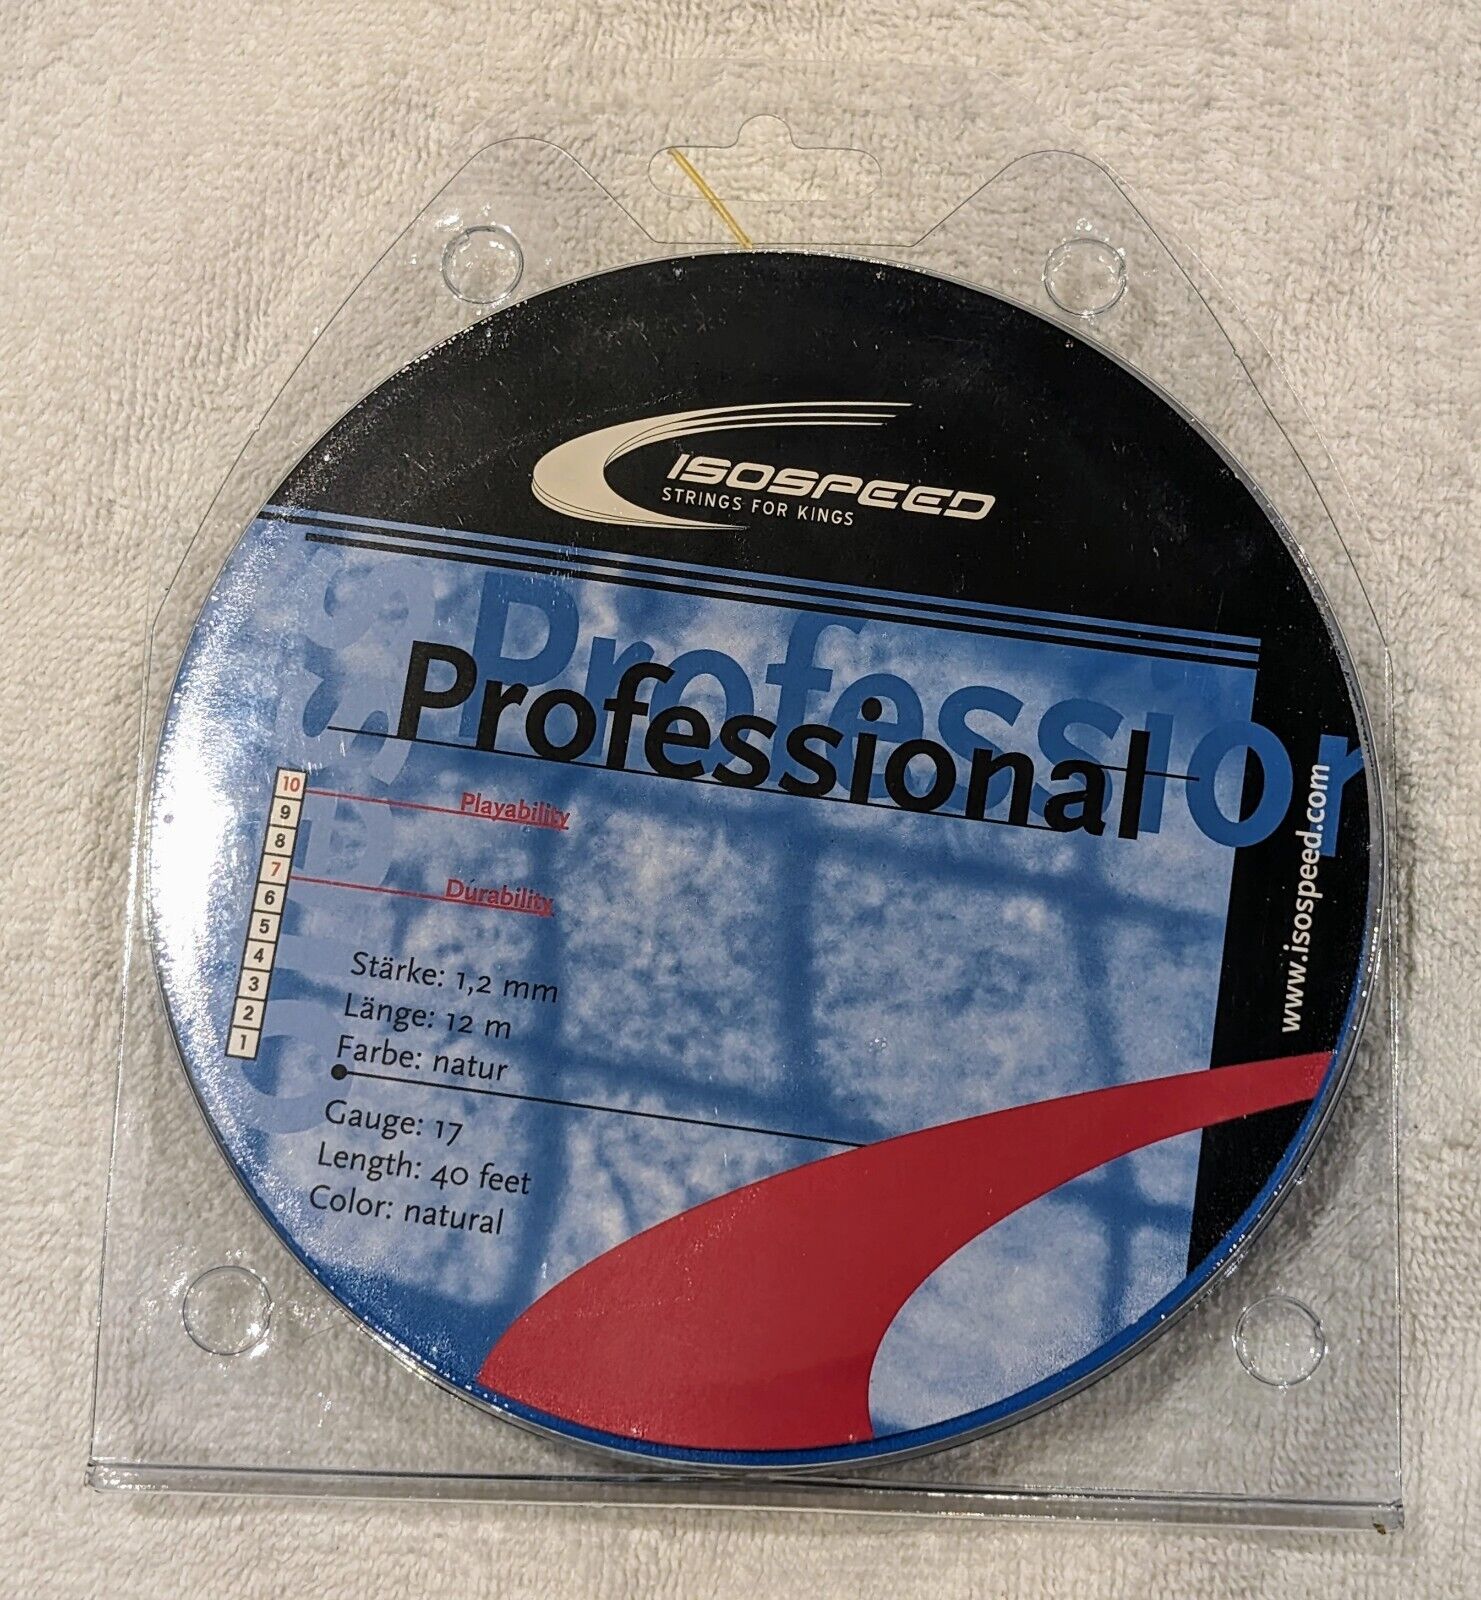 ISOSPEED
STRINGS FOR KINGS
Profession
Professional
www.isospeed.com
10
Playability
9
8
7
Durability
6
5
4
3
2
1
Stärke: 1,2 mm
Länge: 12 m
Farbe: natur
Gauge: 17
Length: 40 feet
Color: natural